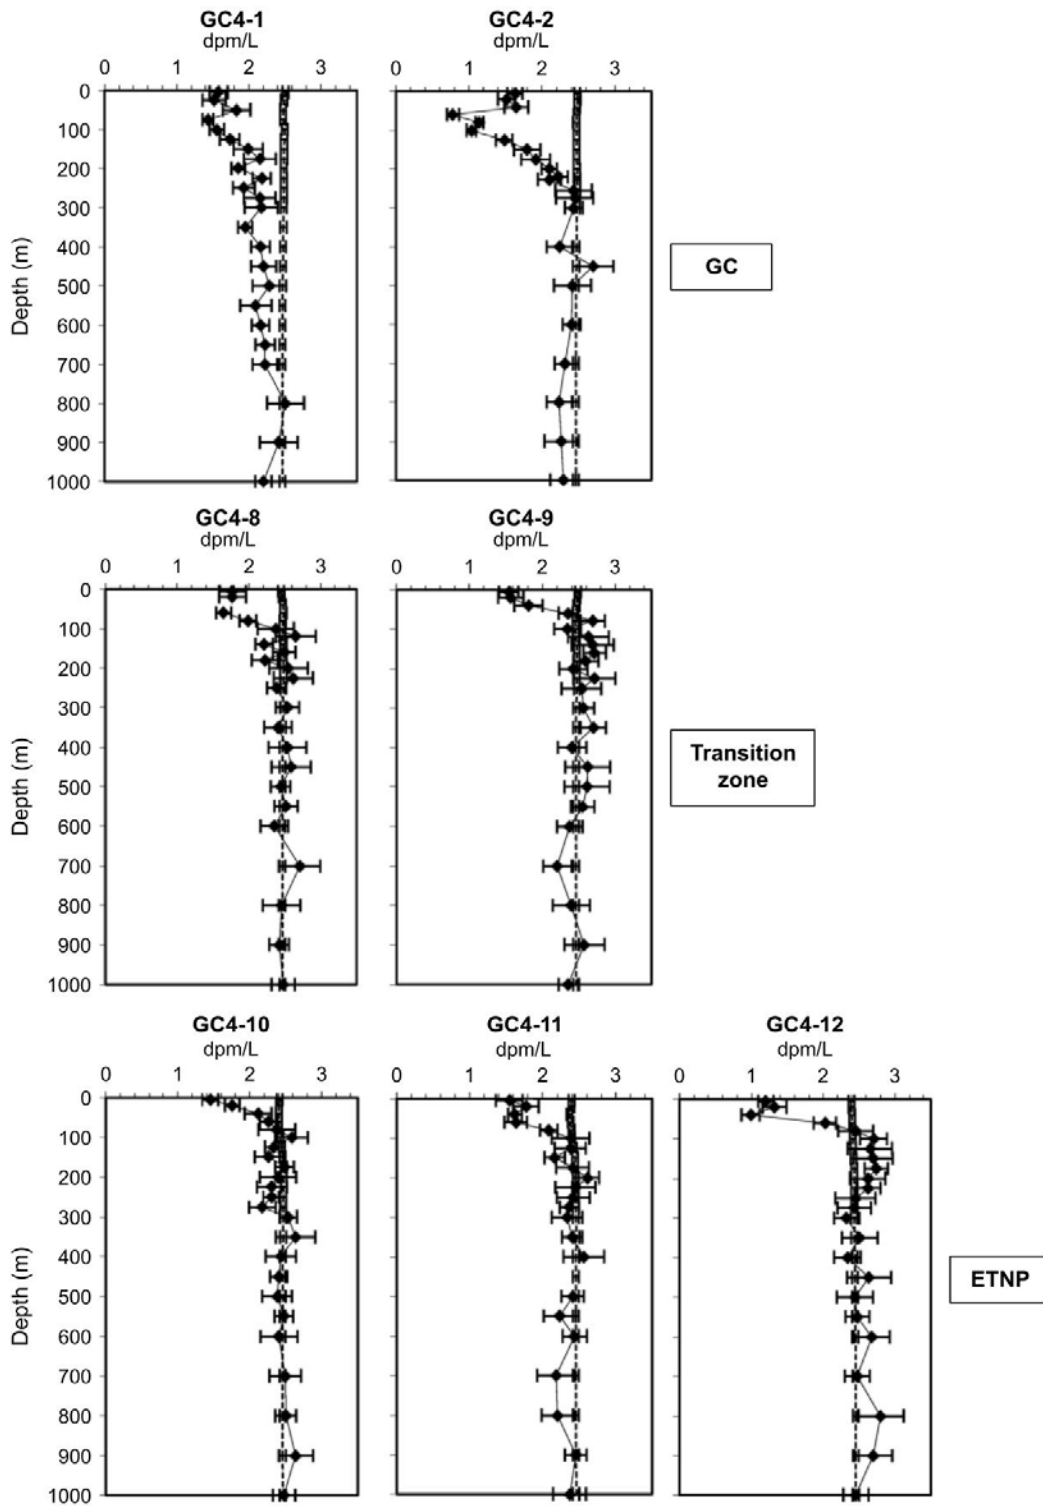 GC4-1
dpm/L
0 1 2 3
GC4-2
dpm/L
0 1 2 3
0
100
200
300
400
500
600
700
800
900
1000
Depth (m)
GC
GC4-8
dpm/L
0 1 2 3
GC4-9
dpm/L
0 1 2 3
0
100
200
300
400
500
600
700
800
900
1000
Depth (m)
Transition
zone
GC4-10
dpm/L
0 1 2 3
GC4-11
dpm/L
0 1 2 3
GC4-12
dpm/L
0 1 2 3
0
100
200
300
400
500
600
700
800
900
1000
Depth (m)
ETNP